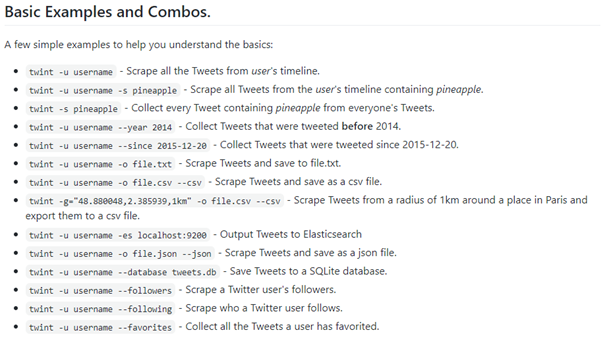 Basic Examples and Combos.
A few simple examples to help you understand the basics:
• twint -u username - Scrape all the Tweets from user's timeline.
• twint -u username -s pineapple - Scrape all Tweets from the user's timeline containing pineapple.
• twint -s pineapple - Collect every Tweet containing pineapple from everyone's Tweets.
• twint -u username --year 2014 - Collect Tweets that were tweeted before 2014.
• twint -u username --since 2015-12-20 - Collect Tweets that were tweeted since 2015-12-20.
• twint -u username -o file.txt - Scrape Tweets and save to file.txt.
• twint -u username -o file.csv --csv - Scrape Tweets and save as a csv file.
• twint -g="48.880048,2.385939,1km" -o file.csv --csv - Scrape Tweets from a radius of 1km around a place in Paris and
export them to a csv file.
• twint -u username -es localhost:9200 - Output Tweets to Elasticsearch
• twint -u username -o file.json --json - Scrape Tweets and save as a json file.
• twint -u username --database tweets.db - Save Tweets to a SQLite database.
• twint -u username --followers - Scrape a Twitter user's followers.
• twint -u username --following - Scrape who a Twitter user follows.
• twint -u username --favorites - Collect all the Tweets a user has favorited.